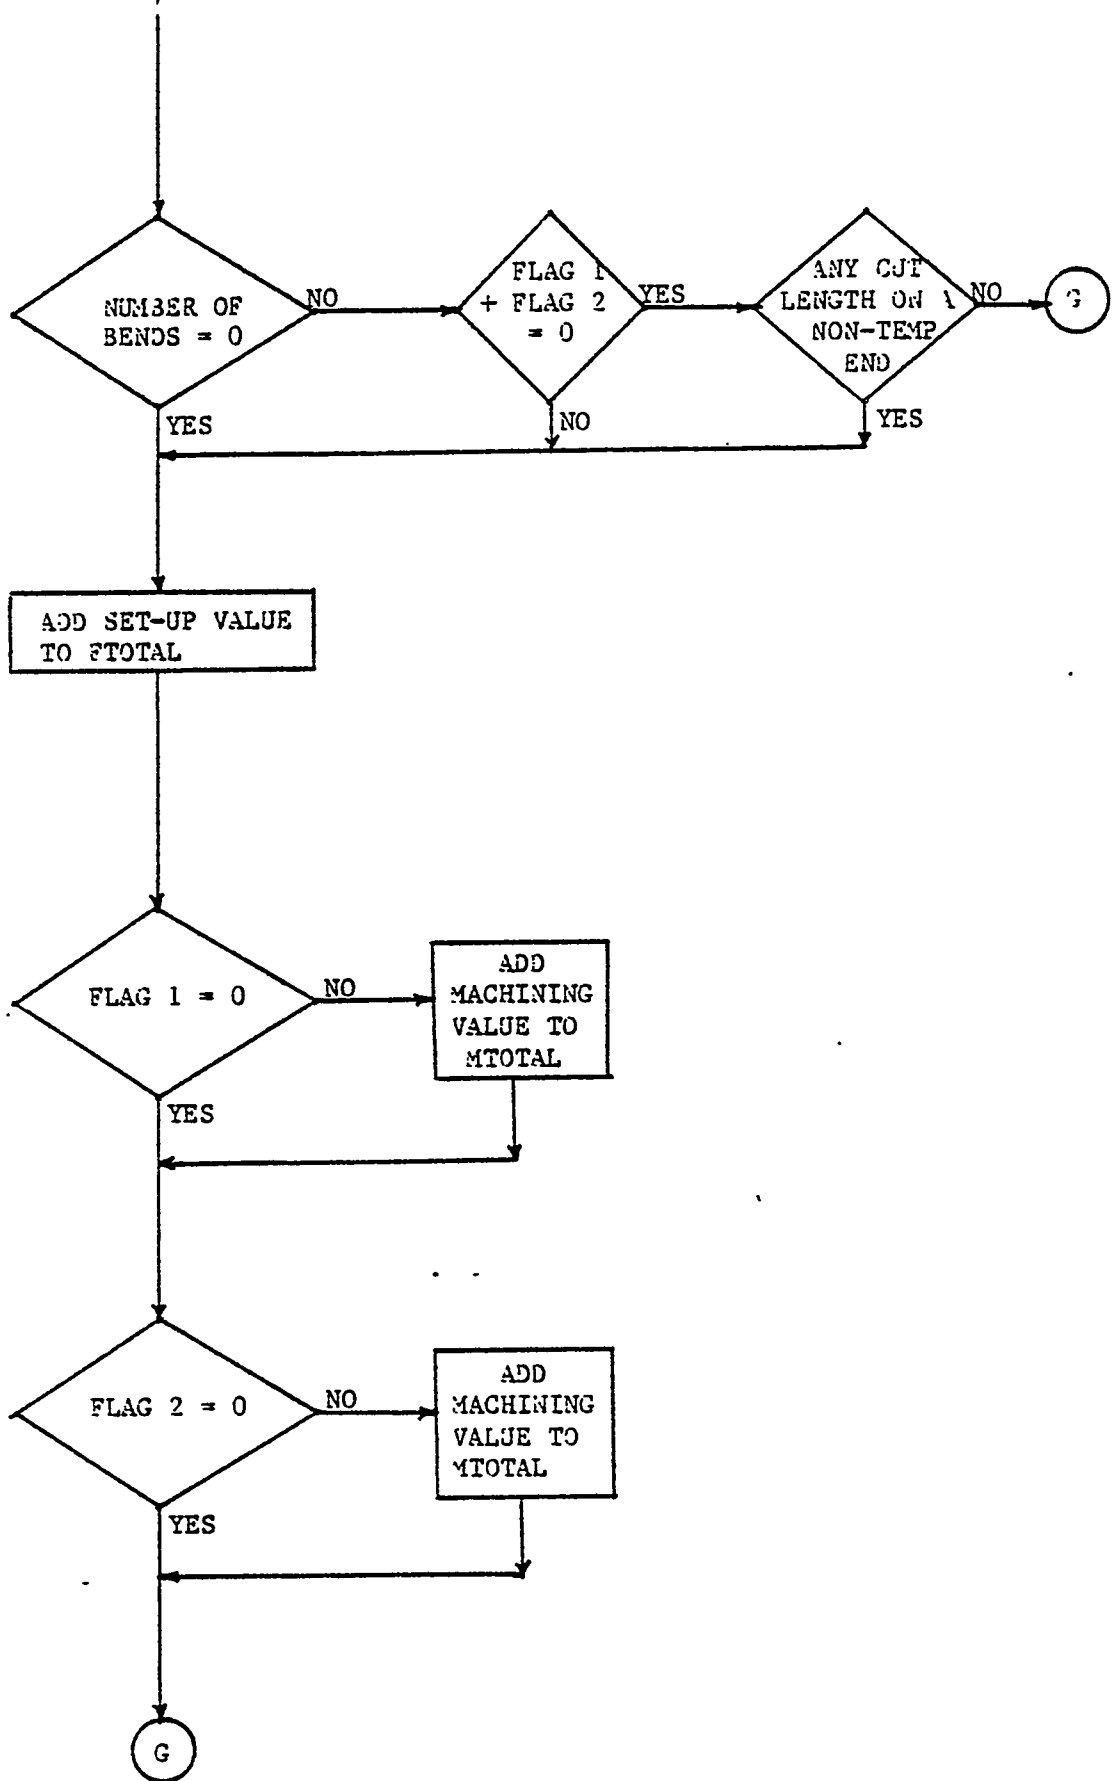 NUMBER OF
BENDS = 0
NO
YES
FLAG 1
+ FLAG 2
= 0
YES
NO
ANY CUT
LENGTH ON A
NON-TEMP
END
NO
YES
G
ADD SET-UP VALUE
TO FTOTAL
FLAG 1 = 0
NO
YES
ADD
MACHINING
VALUE TO
MTOTAL
FLAG 2 = 0
NO
YES
ADD
MACHINING
VALUE TO
MTOTAL
G